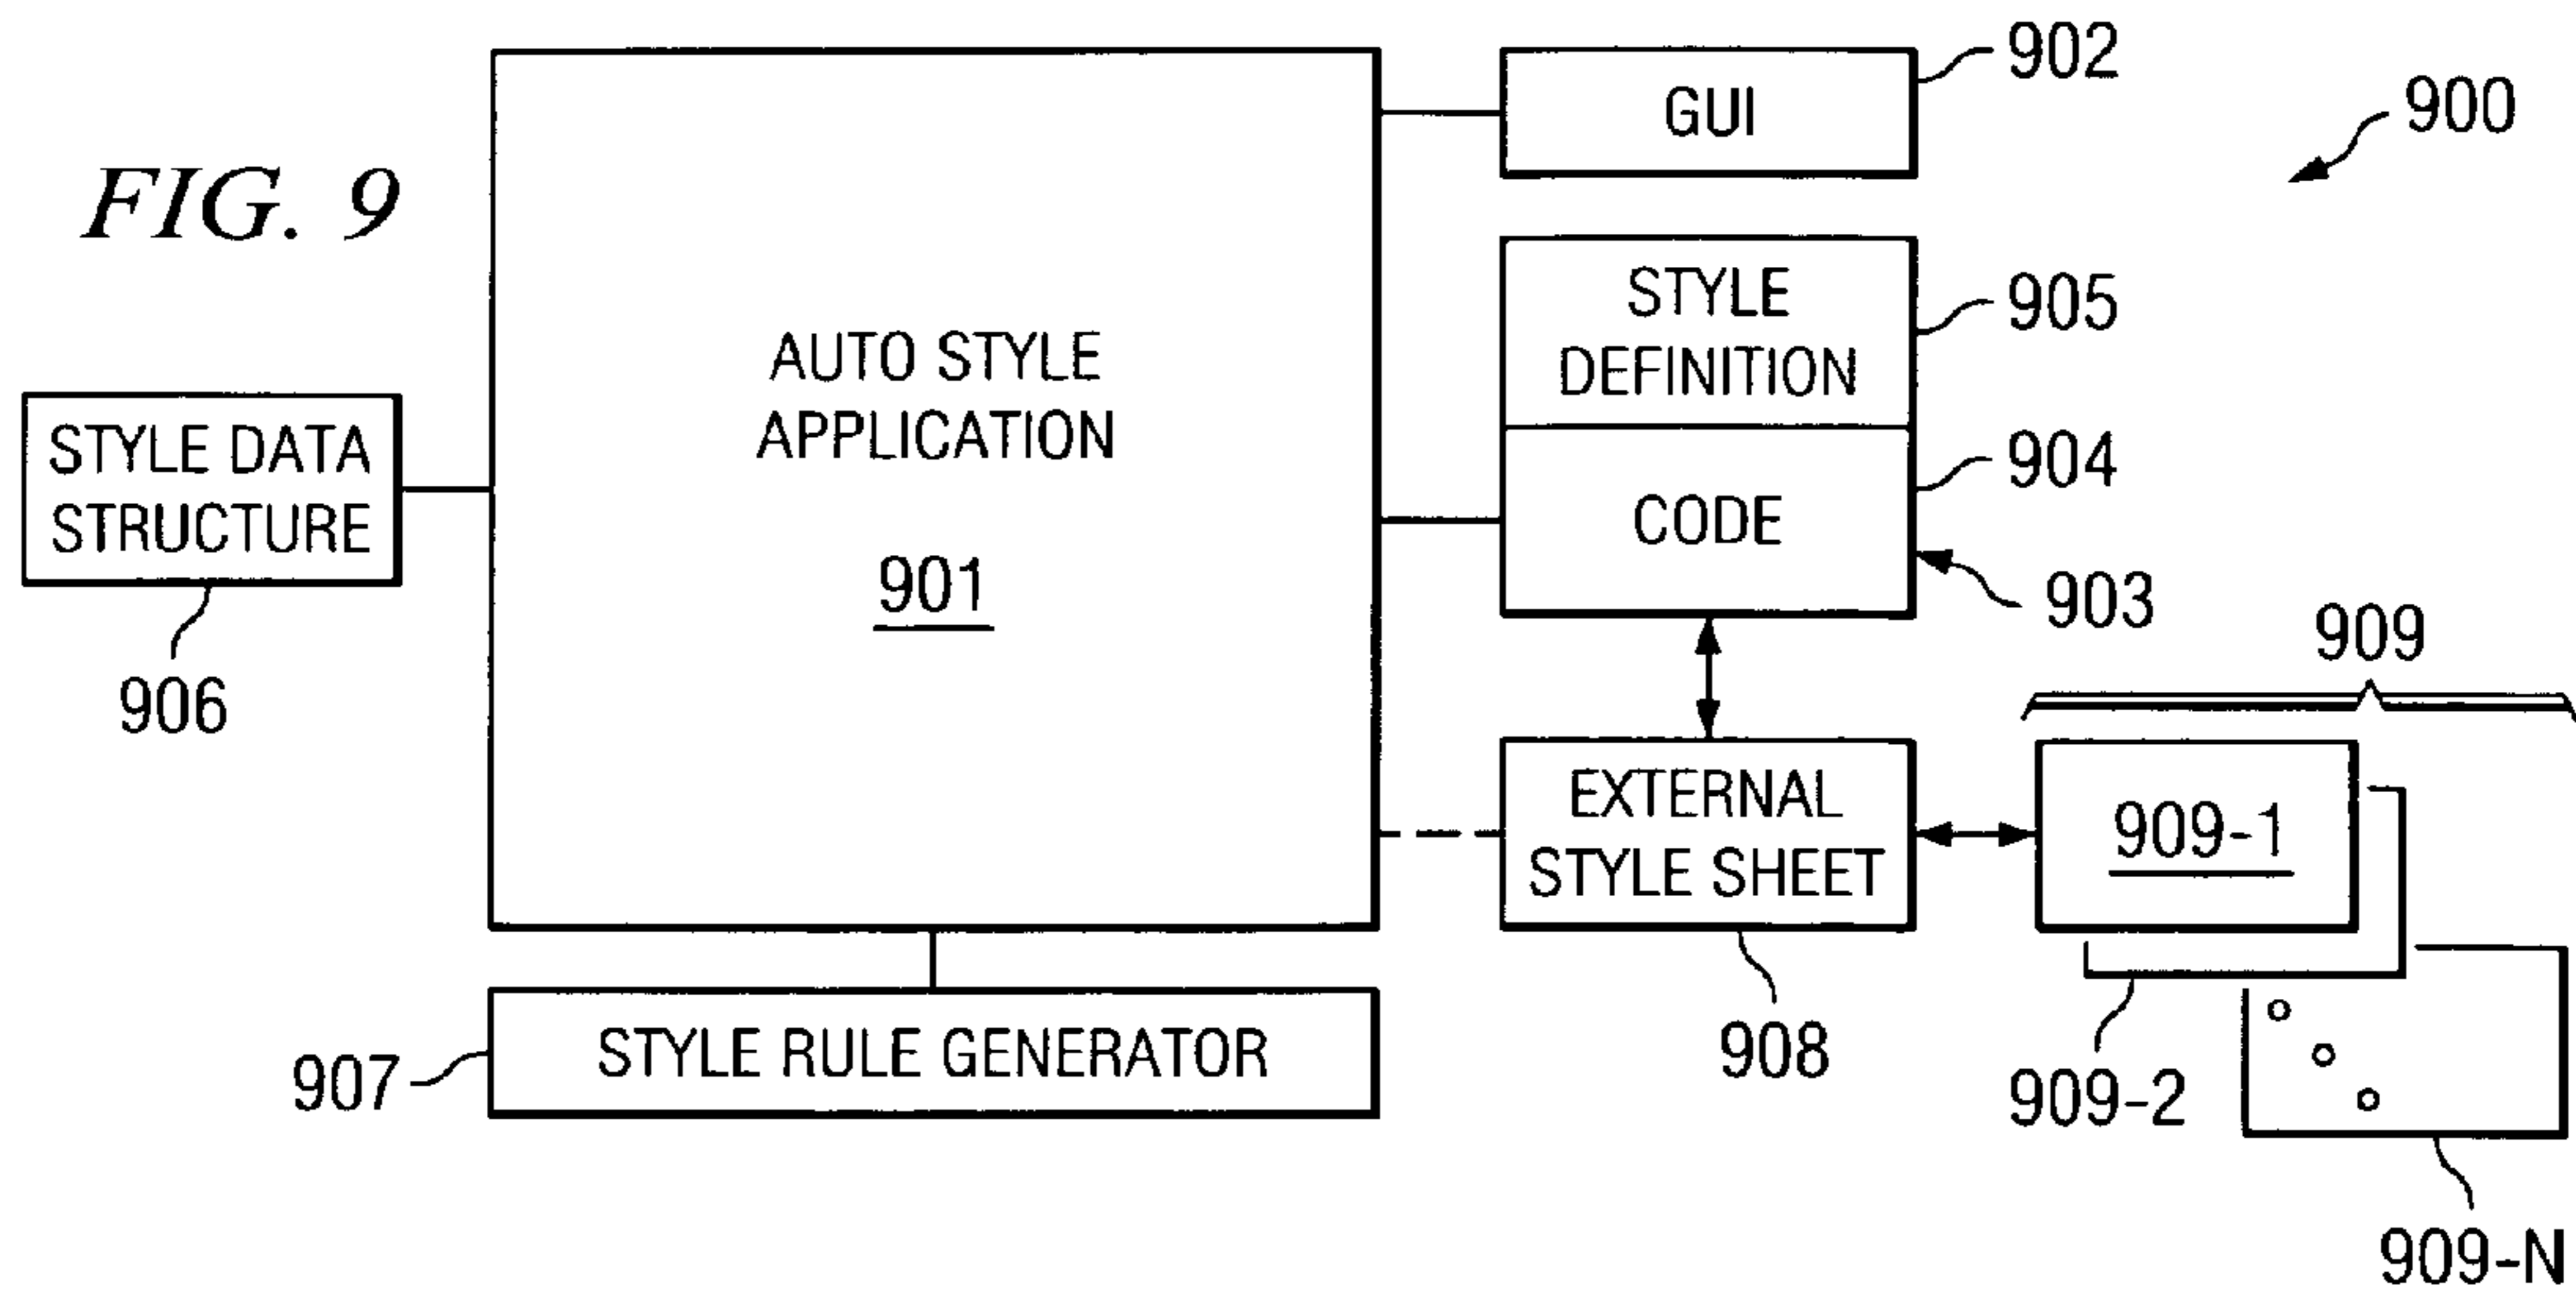 FIG. 9
900
AUTO STYLE
APPLICATION
901
GUI
902
STYLE
DEFINITION
905
CODE
904
903
STYLE DATA
STRUCTURE
906
STYLE RULE GENERATOR
907
EXTERNAL
STYLE SHEET
908
909
909-1
909-2
909-N